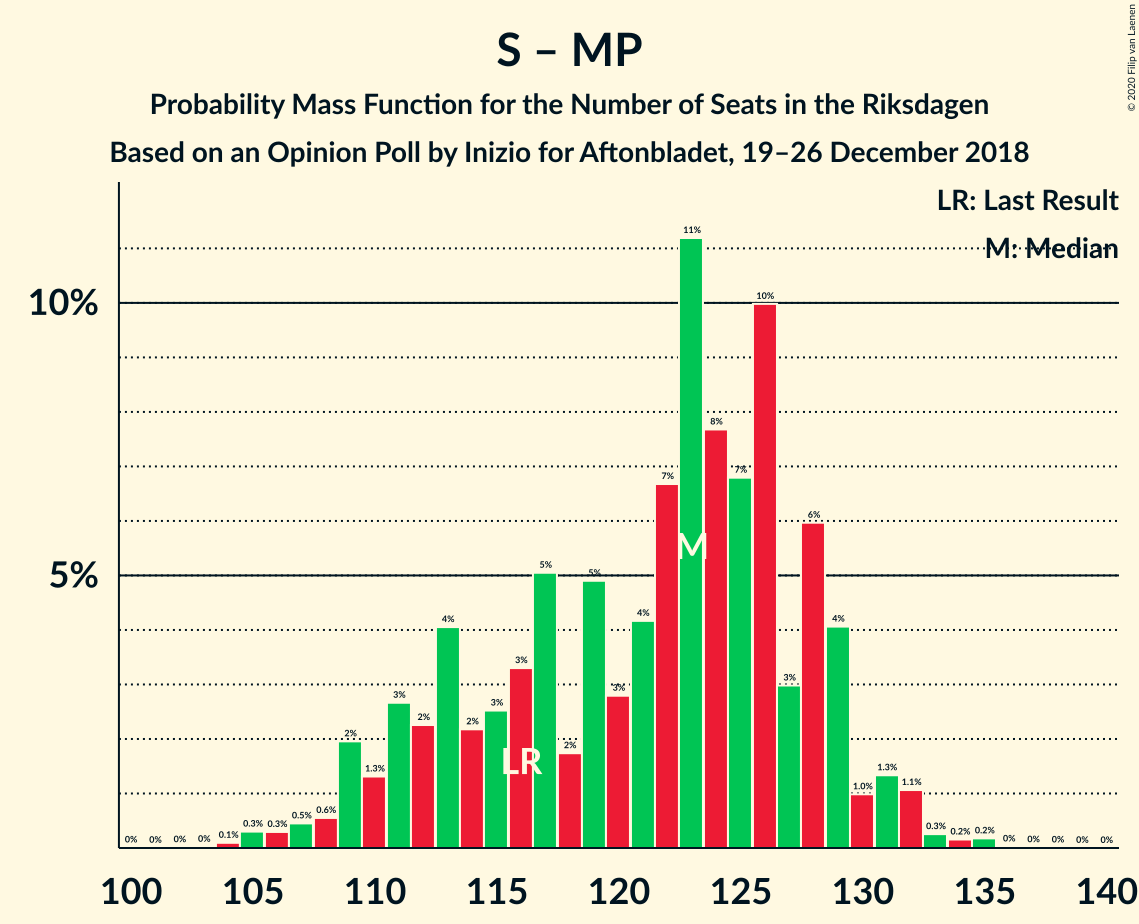 S – MP
Probability Mass Function for the Number of Seats in the Riksdagen
Based on an Opinion Poll by Inizio for Aftonbladet, 19–26 December 2018
© 2020 Filip van Laenen
LR: Last Result
M: Median
10%
5%
0% 0% 0% 0% 0.1% 0.3% 0.3% 0.5% 0.6% 2% 1.3% 3% 2% 4% 2% 3% 3% 5% 2% 5% 3% 4% 7% 11% 8% 7% 10% 3% 6% 4% 1.0% 1.3% 1.1% 0.3% 0.2% 0.2% 0% 0% 0% 0% 0%
M
LR
100 105 110 115 120 125 130 135 140